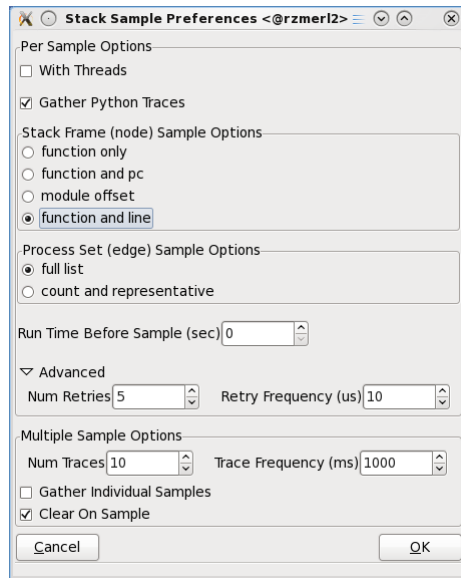 Stack Sample Preferences <@rzmerl2>
Per Sample Options
With Threads
Gather Python Traces
Stack Frame (node) Sample Options
function only
function and pc
module offset
function and line
Process Set (edge) Sample Options
full list
count and representative
Run Time Before Sample (sec) 0
Advanced
Num Retries 5 Retry Frequency (us) 10
Multiple Sample Options
Num Traces 10 Trace Frequency (ms) 1000
Gather Individual Samples
Clear On Sample
Cancel OK